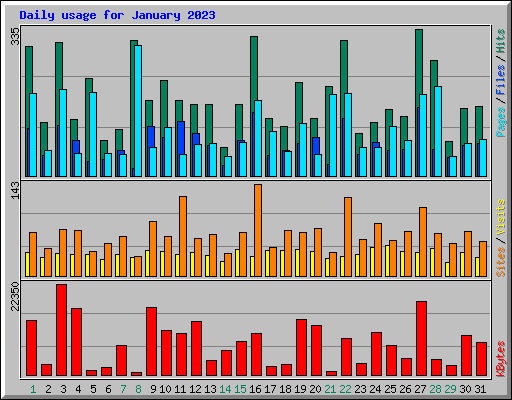 Daily usage for January 2023
335
Pages / Files / Hits
143
Sites / Visits
22350
KBytes
1 2 3 4 5 6 7 8 9 10 11 12 13 14 15 16 17 18 19 20 21 22 23 24 25 26 27 28 29 30 31